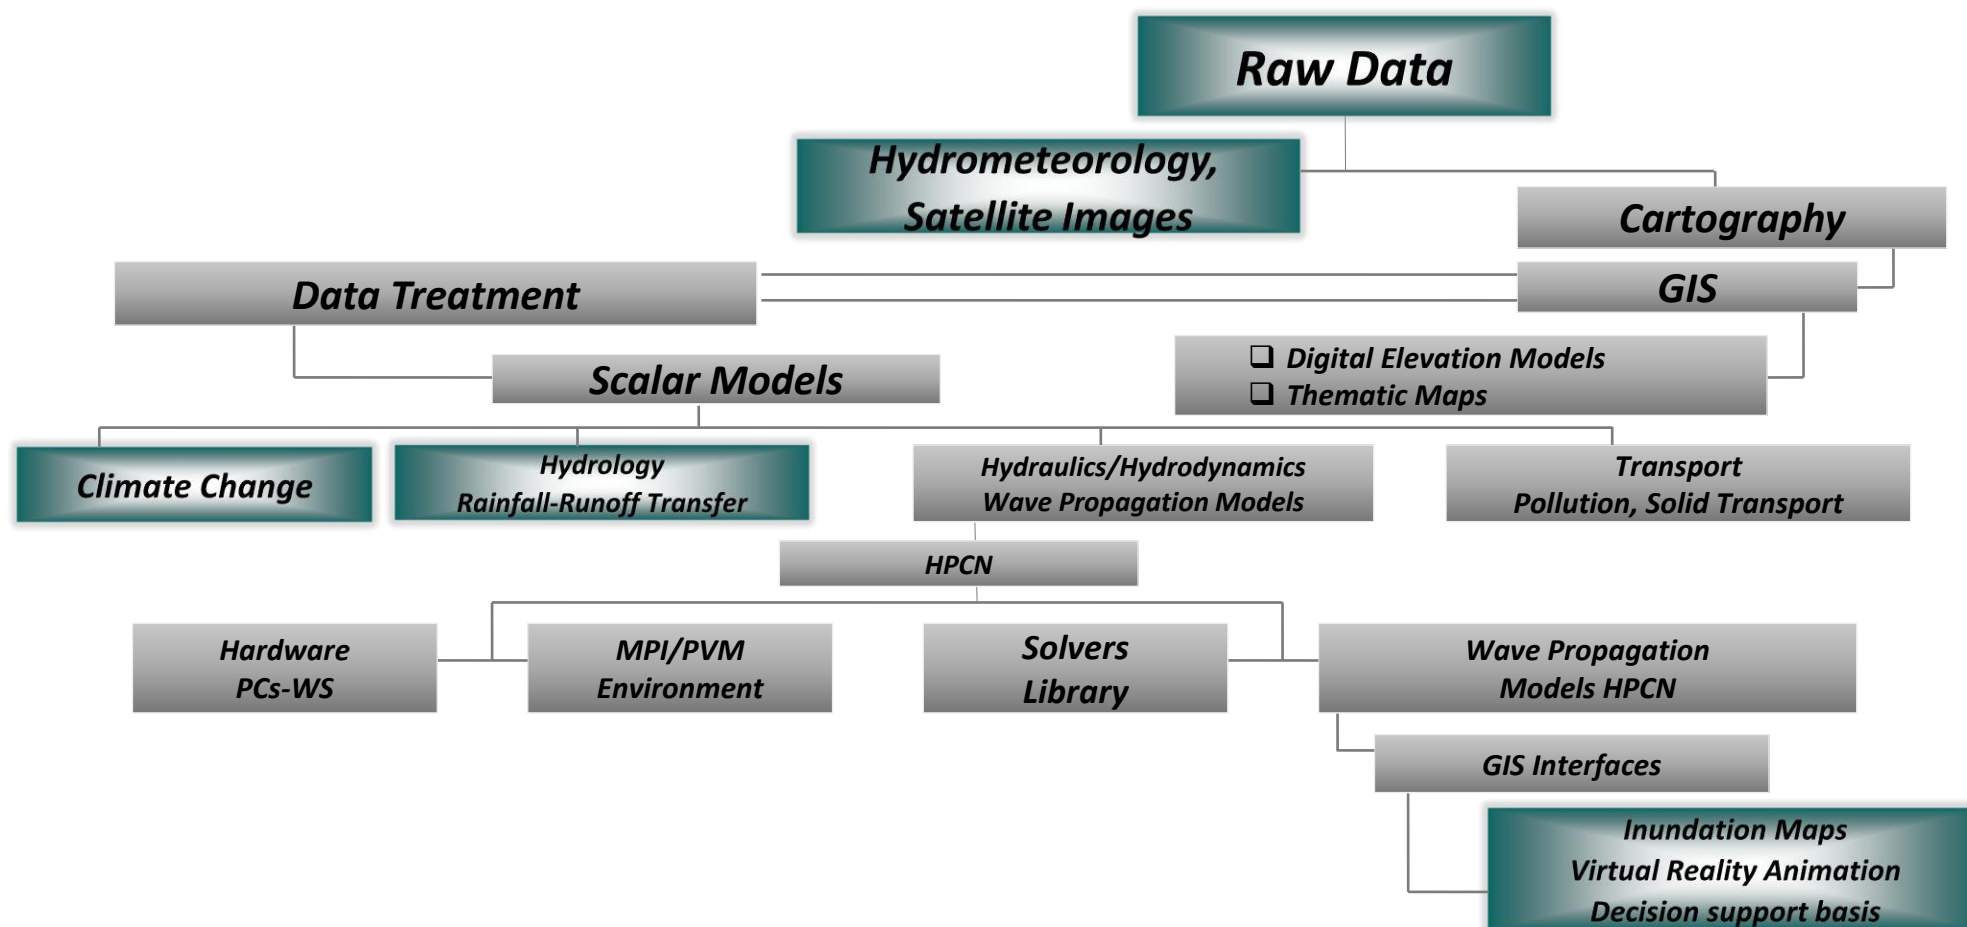 Raw Data
Hydrometeorology,
Satellite Images
Cartography
Data Treatment
GIS
❑ Digital Elevation Models
❑ Thematic Maps
Scalar Models
Climate Change
Hydrology
Rainfall-Runoff Transfer
Hydraulics/Hydrodynamics
Wave Propagation Models
Transport
Pollution, Solid Transport
HPCN
Hardware
PCs-WS
MPI/PVM
Environment
Solvers
Library
Wave Propagation
Models HPCN
GIS Interfaces
Inundation Maps
Virtual Reality Animation
Decision support basis